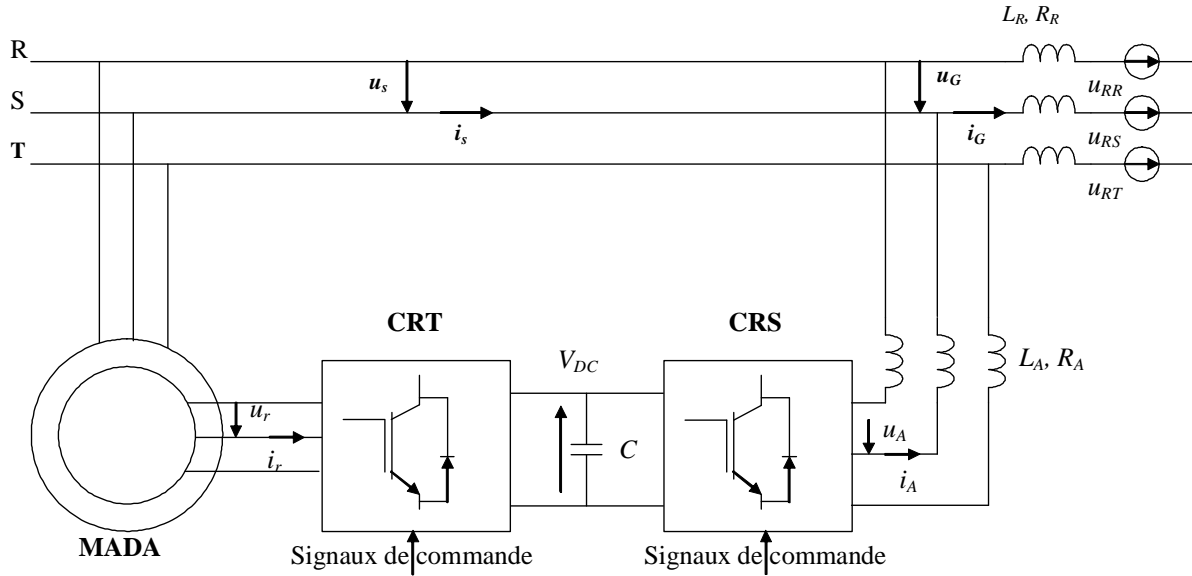 L_R, R_R
R
u_s
u_G
u_RR
S
i_s
i_G
u_RS
T
u_RT
CRT
CRS
V_DC
L_A, R_A
u_r
u_A
C
i_r
i_A
MADA
Signaux de commande
Signaux de commande